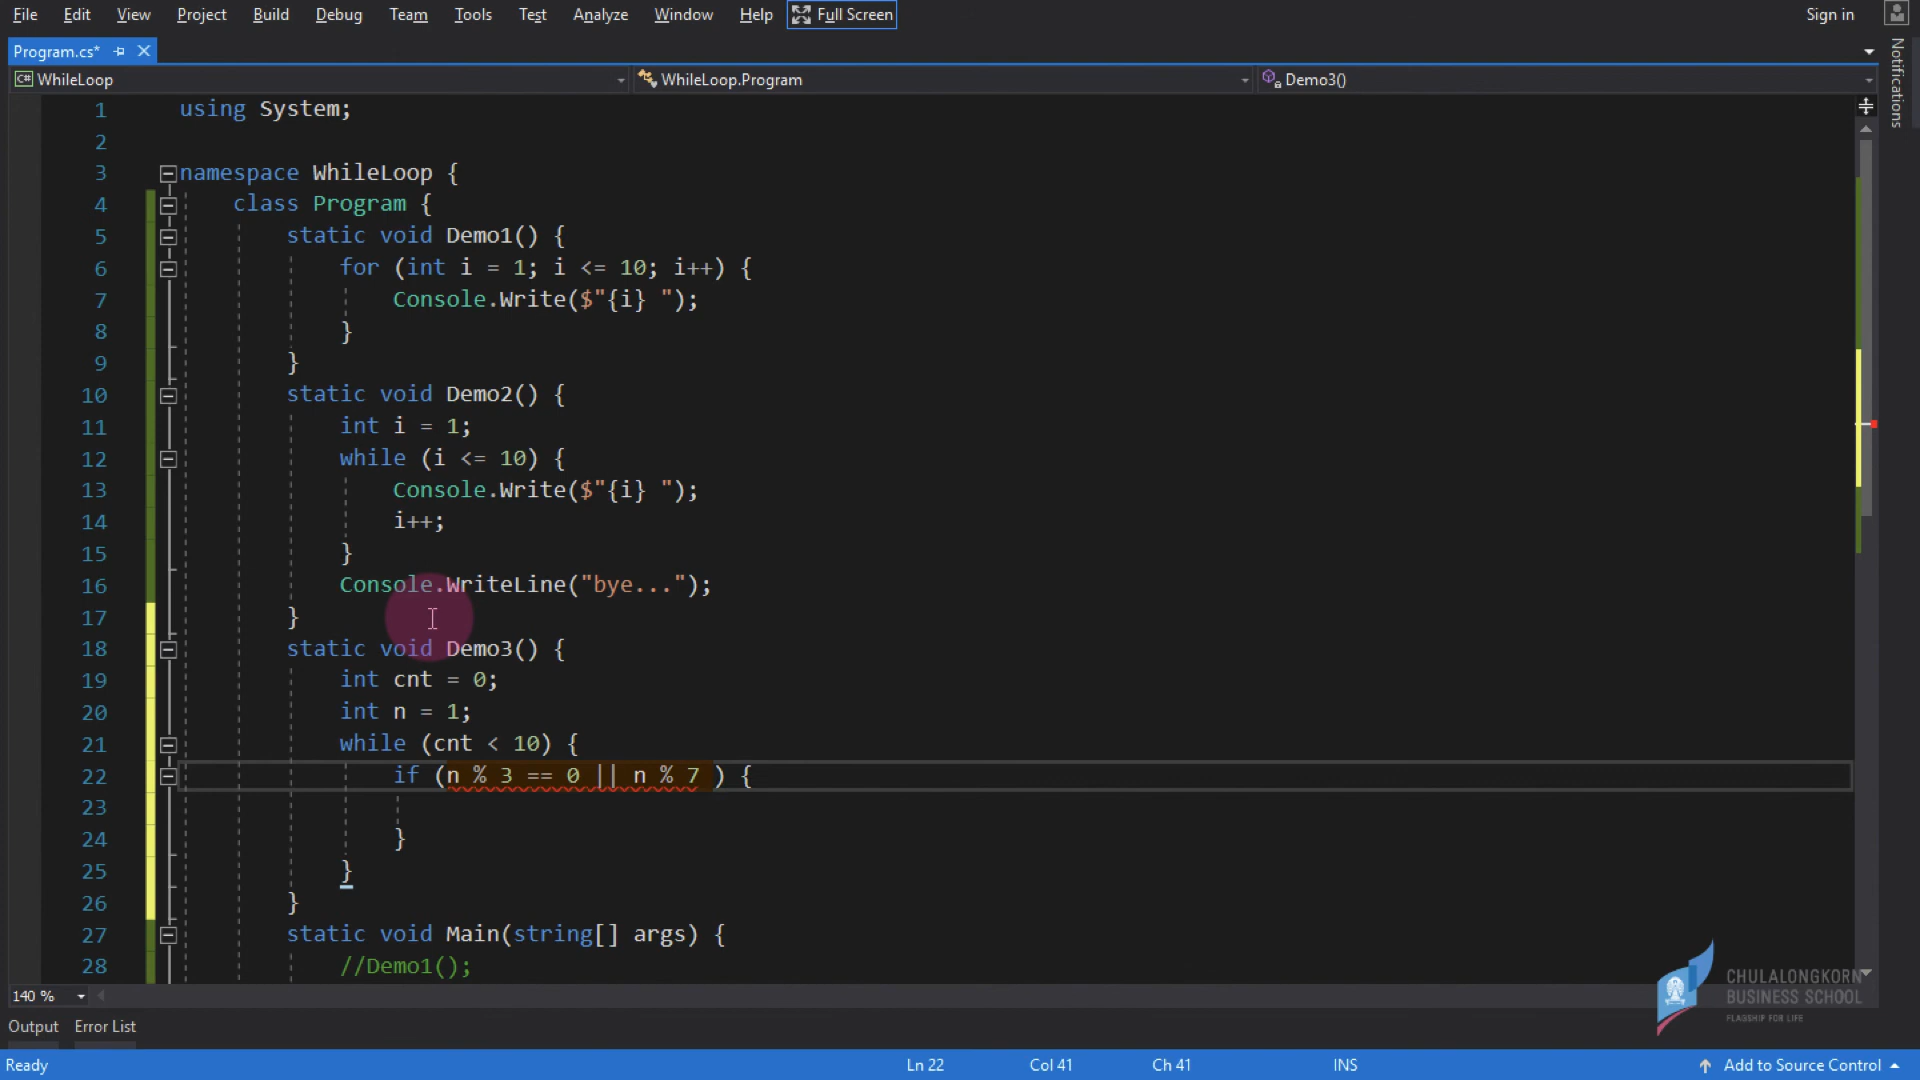 File Edit View Project Build Debug Team Tools Test Analyze Window Help Full Screen Sign in
Program.cs*
Notifications
C# WhileLoop WhileLoop.Program Demo3()
1 using System;
2
3 namespace WhileLoop {
4 class Program {
5 static void Demo1() {
6 for (int i = 1; i <= 10; i++) {
7 Console.Write($"{i} ");
8 }
9 }
10 static void Demo2() {
11 int i = 1;
12 while (i <= 10) {
13 Console.Write($"{i} ");
14 i++;
15 }
16 Console.WriteLine("bye...");
17 }
18 static void Demo3() {
19 int cnt = 0;
20 int n = 1;
21 while (cnt < 10) {
22 if (n % 3 == 0 || n % 7 ) {
23
24 }
25 }
26 }
27 static void Main(string[] args) {
28 //Demo1();
140 %
CHULALONGKORN
BUSINESS SCHOOL
FLAGSHIP FOR LIFE
Output Error List
Ready Ln 22 Col 41 Ch 41 INS Add to Source Control